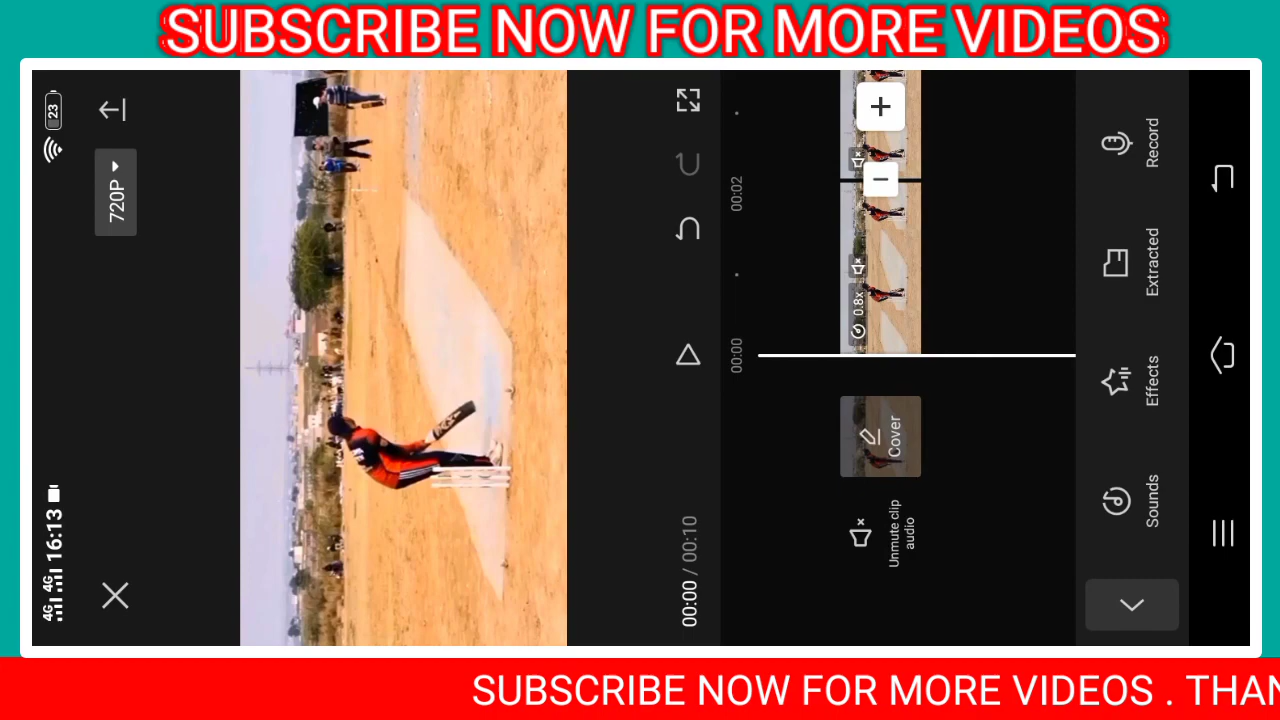 SUBSCRIBE NOW FOR MORE VIDEOS
4G 4G 16:13 23
720P
00:00 / 00:10
00:00 00:02
0.8x
Unmute clip
audio
Cover
Sounds Effects Extracted Record
SUBSCRIBE NOW FOR MORE VIDEOS . THAN